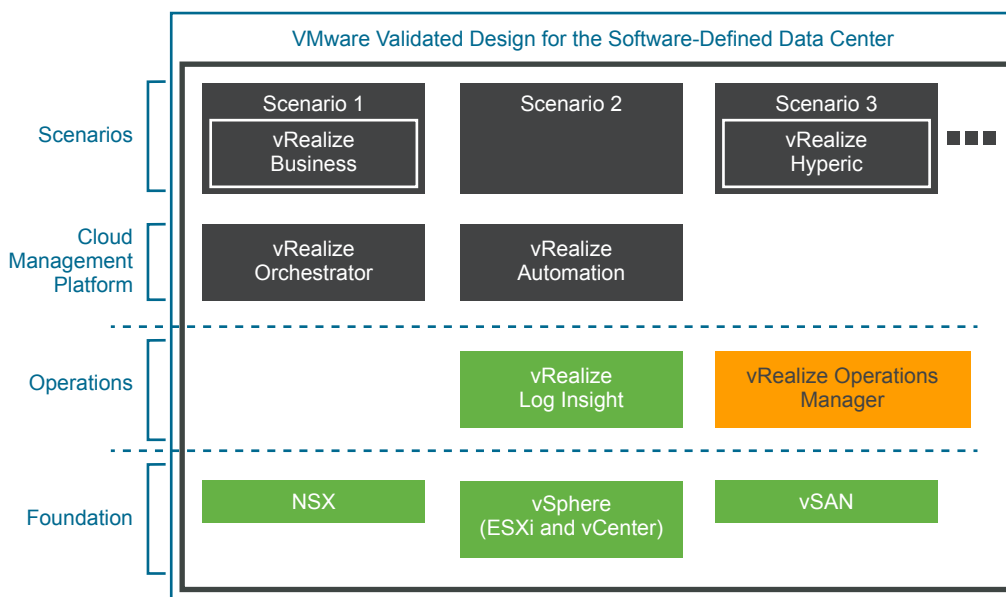 VMware Validated Design for the Software-Defined Data Center
Scenarios
Scenario 1
vRealize
Business
Scenario 2
Scenario 3
vRealize
Hyperic
Cloud
Management
Platform
vRealize
Orchestrator
vRealize
Automation
Operations
vRealize
Log Insight
vRealize Operations
Manager
Foundation
NSX
vSphere
(ESXi and vCenter)
vSAN